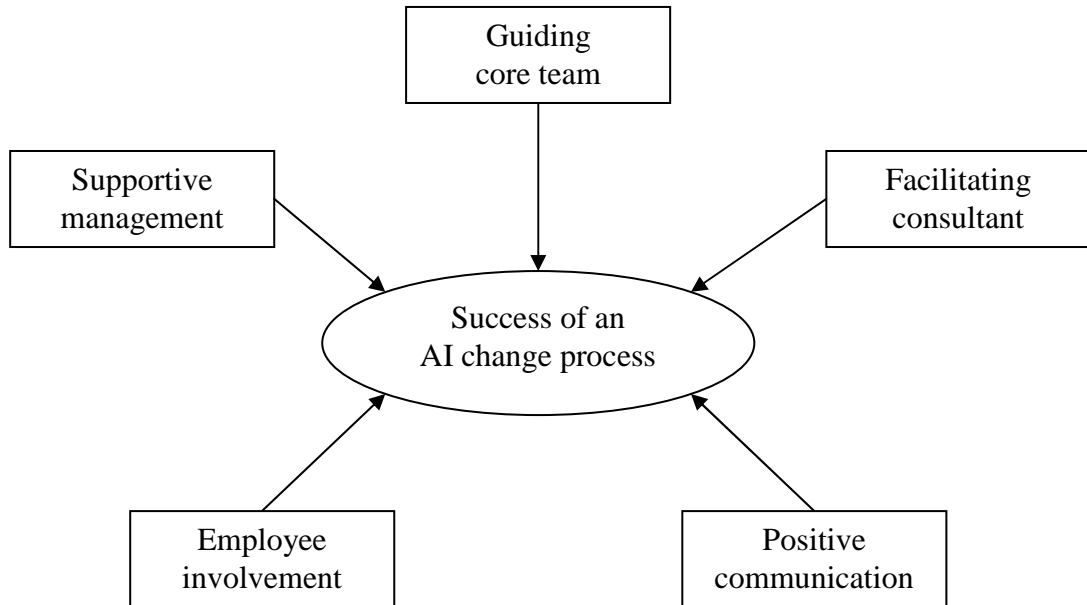 Guiding
core team
Supportive
management
Facilitating
consultant
Success of an
AI change process
Employee
involvement
Positive
communication